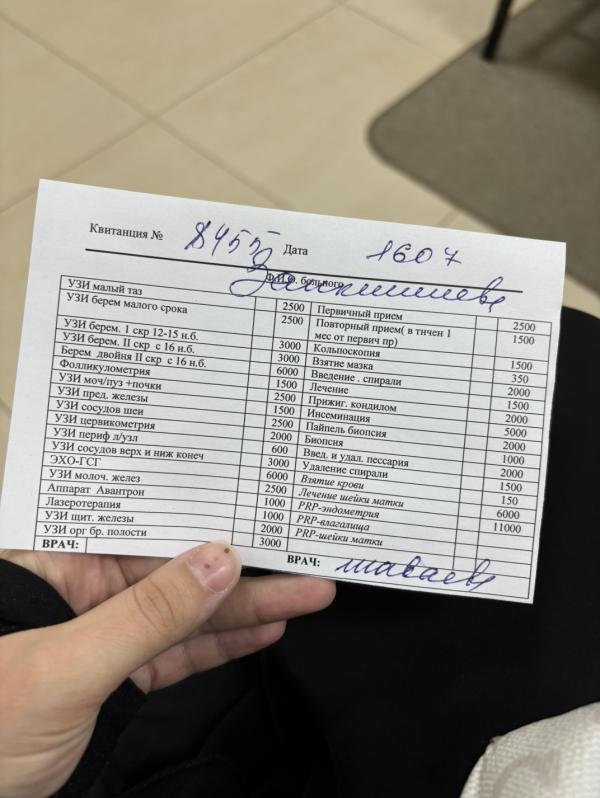 Квитанция № 8455 Дата 1607
Ф.И.О. больного
УЗИ малый таз 2500 Первичный прием 2500
УЗИ берем малого срока 2500 Повторный прием( в тнчен 1 мес от первич пр) 1500
УЗИ берем. I скр 12-15 н.б. 3000 Кольпоскопия 1500
УЗИ берем. II скр с 16 н.б. 3000 Взятие мазка 350
Берем двойня II скр с 16 н.б. 6000 Введение . спирали 2000
Фолликулометрия 1500 Лечение 1500
УЗИ моч/пуз +почки 2500 Прижиг. кондилом 5000
УЗИ пред. железы 1500 Инсеминация 2000
УЗИ сосудов шеи 2500 Пайпель биопсия 1000
УЗИ цервикометрия 2000 Биопсия 2000
УЗИ периф л/узл 600 Введ. и удал. пессария 1500
УЗИ сосудов верх и ниж конеч 3000 Удаление спирали 150
ЭХО-ГСГ 6000 Взятие крови 6000
УЗИ молоч. желез 2500 Лечение шейки матки 11000
Аппарат Авантрон 1000 PRP-эндометрия
Лазеротерапия 1000 PRP-влагалища
УЗИ щит. железы 2000 PRP-шейки матки
УЗИ орг бр. полости 3000
ВРАЧ: ВРАЧ: